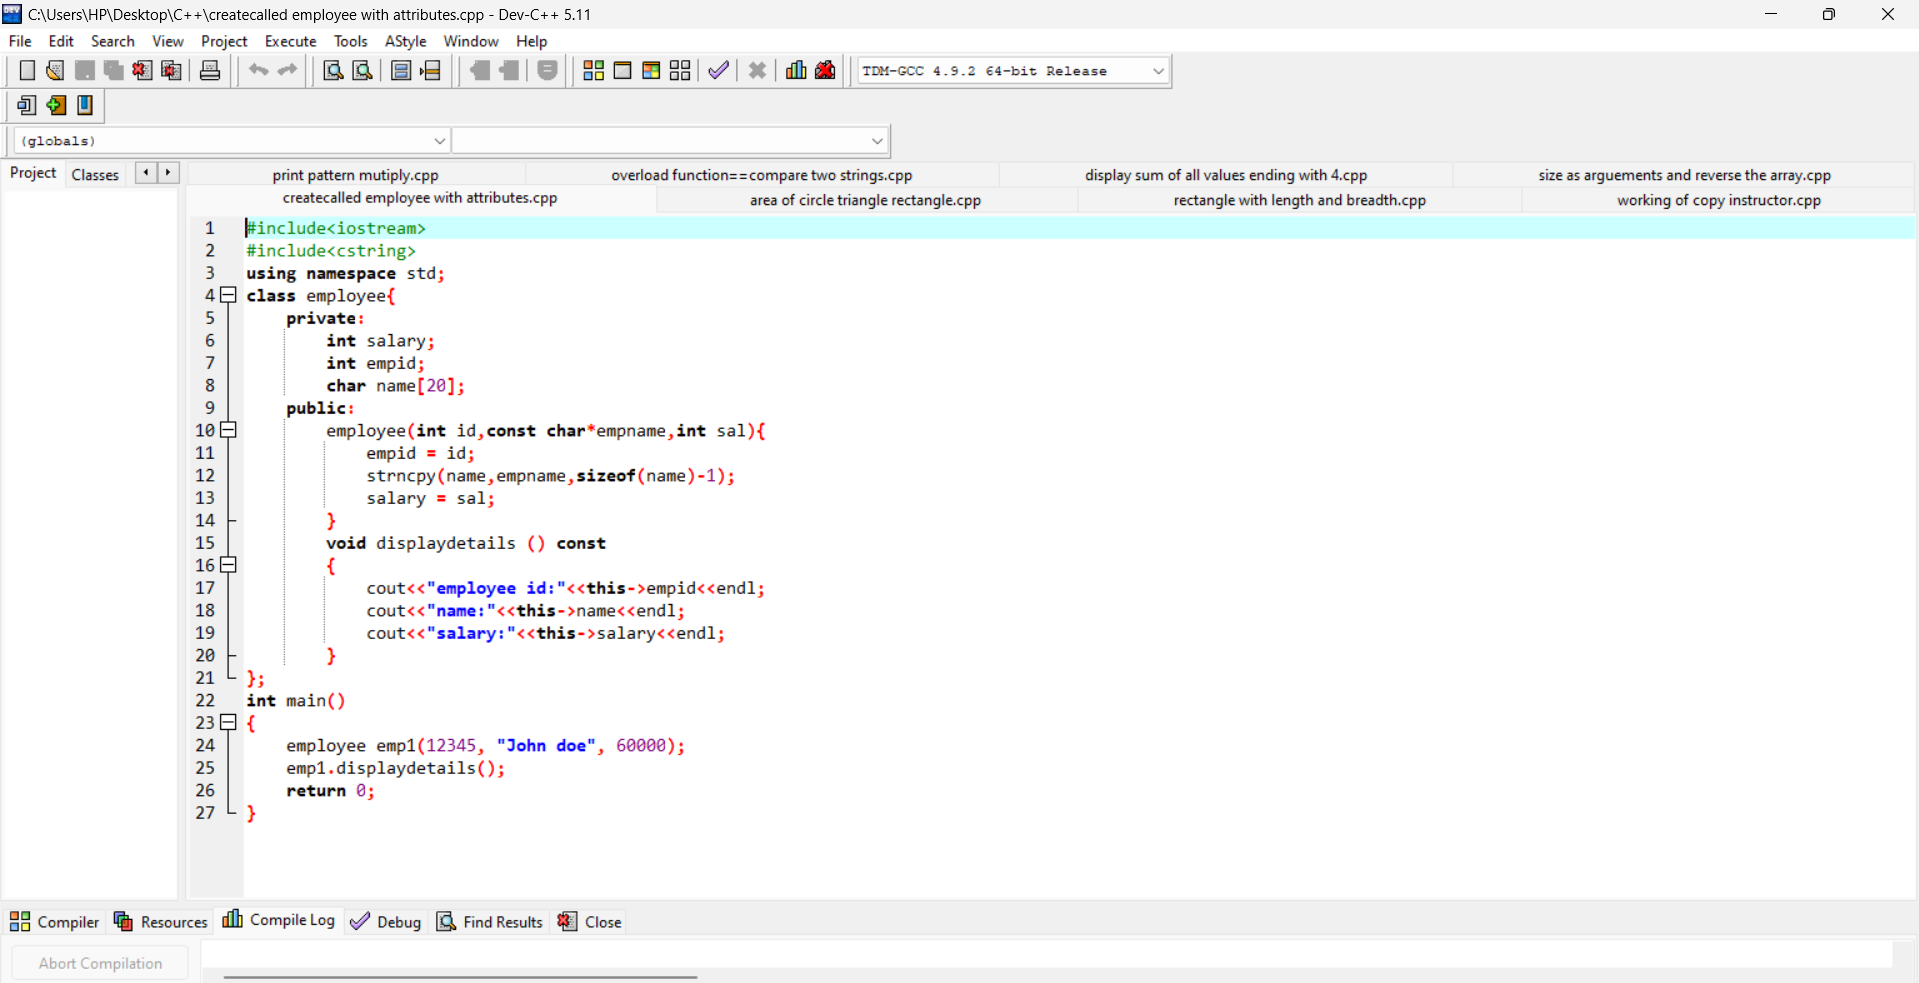 C:\Users\HP\Desktop\C++\createcalled employee with attributes.cpp - Dev-C++ 5.11
File Edit Search View Project Execute Tools AStyle Window Help
TDM-GCC 4.9.2 64-bit Release
(globals)
Project Classes
print pattern mutiply.cpp overload function==compare two strings.cpp display sum of all values ending with 4.cpp size as arguements and reverse the array.cpp
createcalled employee with attributes.cpp area of circle triangle rectangle.cpp rectangle with length and breadth.cpp working of copy instructor.cpp
1 #include<iostream>
2 #include<cstring>
3 using namespace std;
4 class employee{
5 private:
6 int salary;
7 int empid;
8 char name[20];
9 public:
10 employee(int id,const char*empname,int sal){
11 empid = id;
12 strncpy(name,empname,sizeof(name)-1);
13 salary = sal;
14 }
15 void displaydetails () const
16 {
17 cout<<"employee id:"<<this->empid<<endl;
18 cout<<"name:"<<this->name<<endl;
19 cout<<"salary:"<<this->salary<<endl;
20 }
21 };
22 int main()
23 {
24 employee emp1(12345, "John doe", 60000);
25 emp1.displaydetails();
26 return 0;
27 }
Compiler Resources Compile Log Debug Find Results Close
Abort Compilation